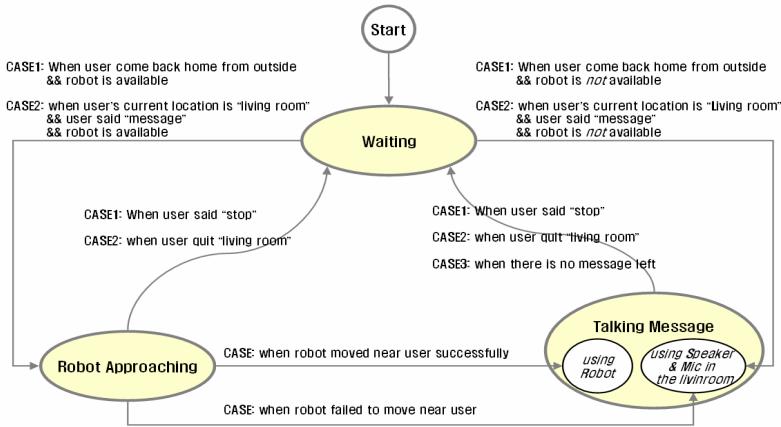 Start
CASE1: When user come back home from outside
&& robot is available
CASE2: when user's current location is "living room"
&& user said "message"
&& robot is available
CASE1: When user come back home from outside
&& robot is not available
CASE2: when user's current location is "Living room"
&& user said "message"
&& robot is not available
Waiting
CASE1: When user said "stop"
CASE2: when user quit "living room"
CASE1: When user said "stop"
CASE2: when user quit "living room"
CASE3: when there is no message left
Robot Approaching
CASE: when robot moved near user successfully
Talking Message
using
Robot
using Speaker
& Mic in
the livinroom
CASE: when robot failed to move near user